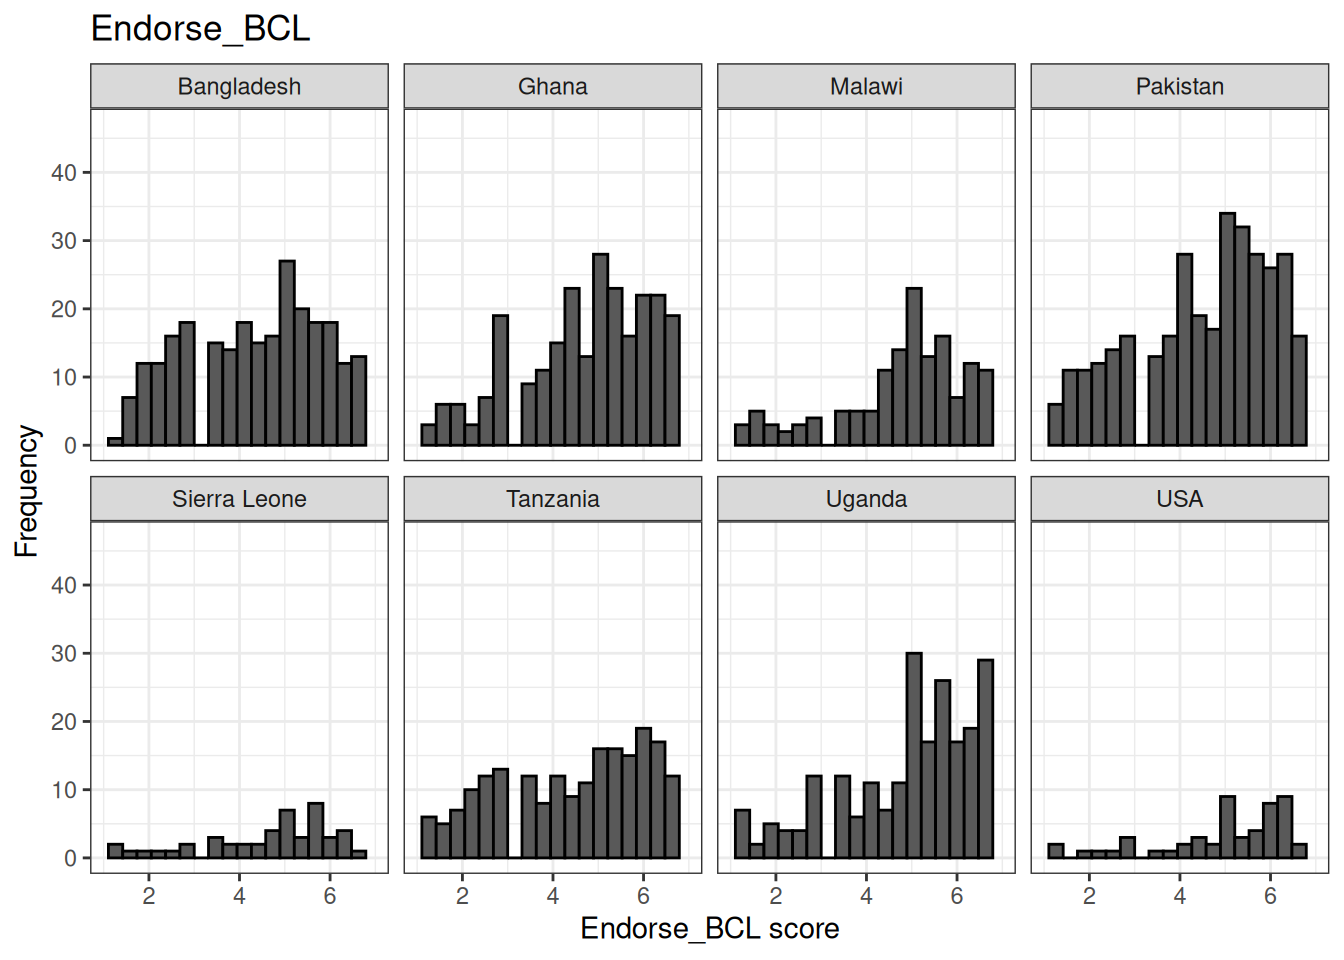 Endorse_BCL
Bangladesh Ghana Malawi Pakistan
40
30
20
10
0
Sierra Leone Tanzania Uganda USA
40
30
20
10
0
2 4 6 2 4 6 2 4 6 2 4 6
Endorse_BCL score
Frequency